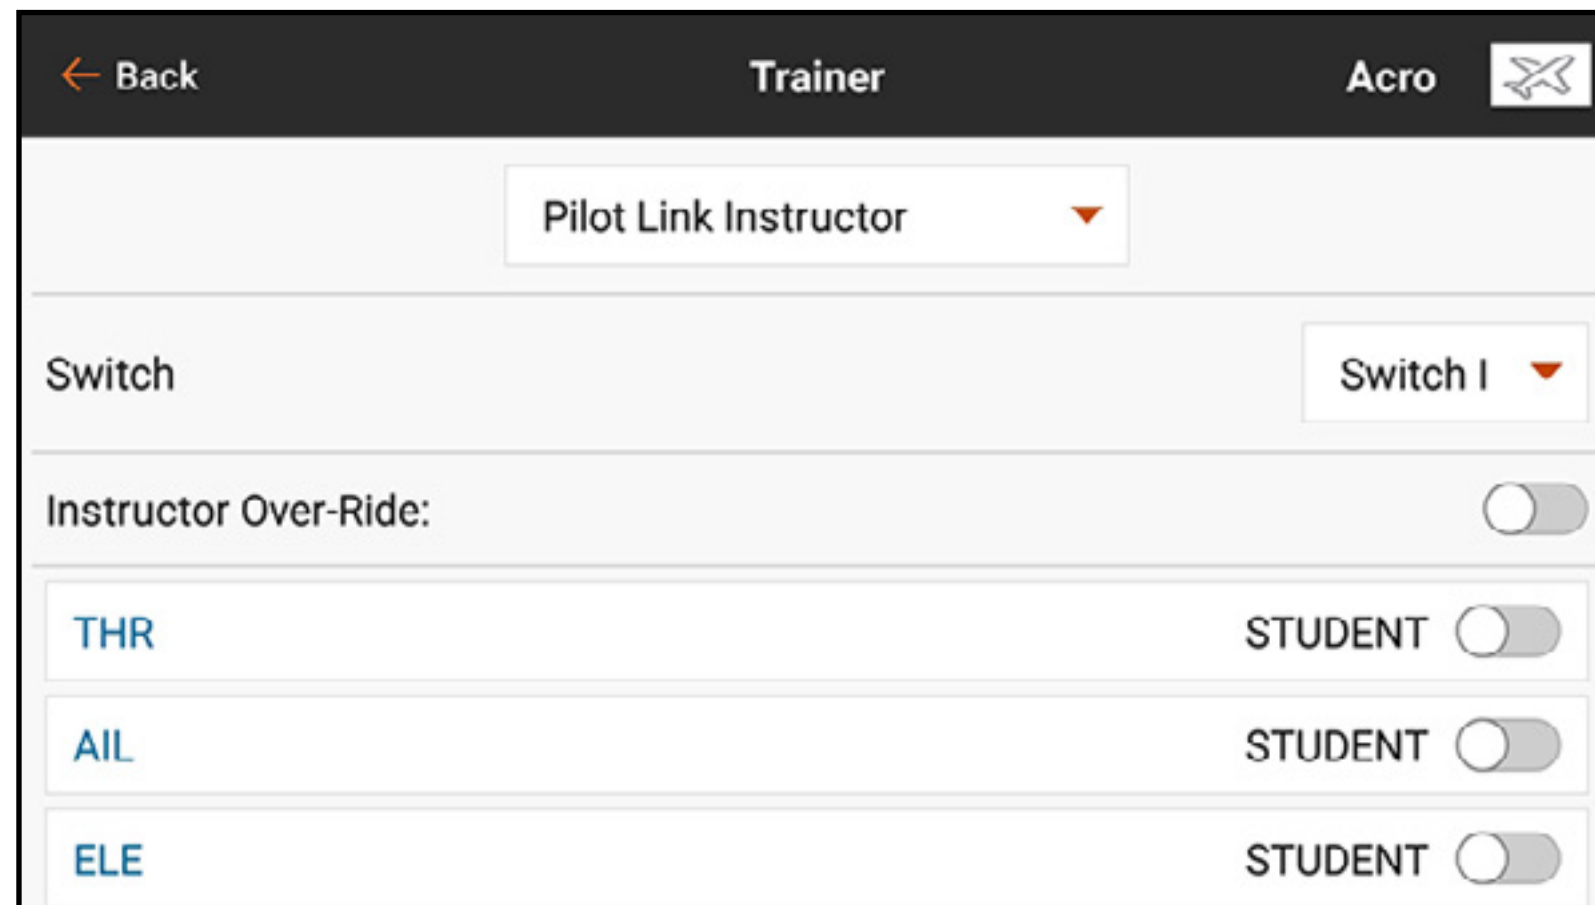 Back Trainer Acro
Pilot Link Instructor
Switch Switch I
Instructor Over-Ride:
THR STUDENT
AIL STUDENT
ELE STUDENT